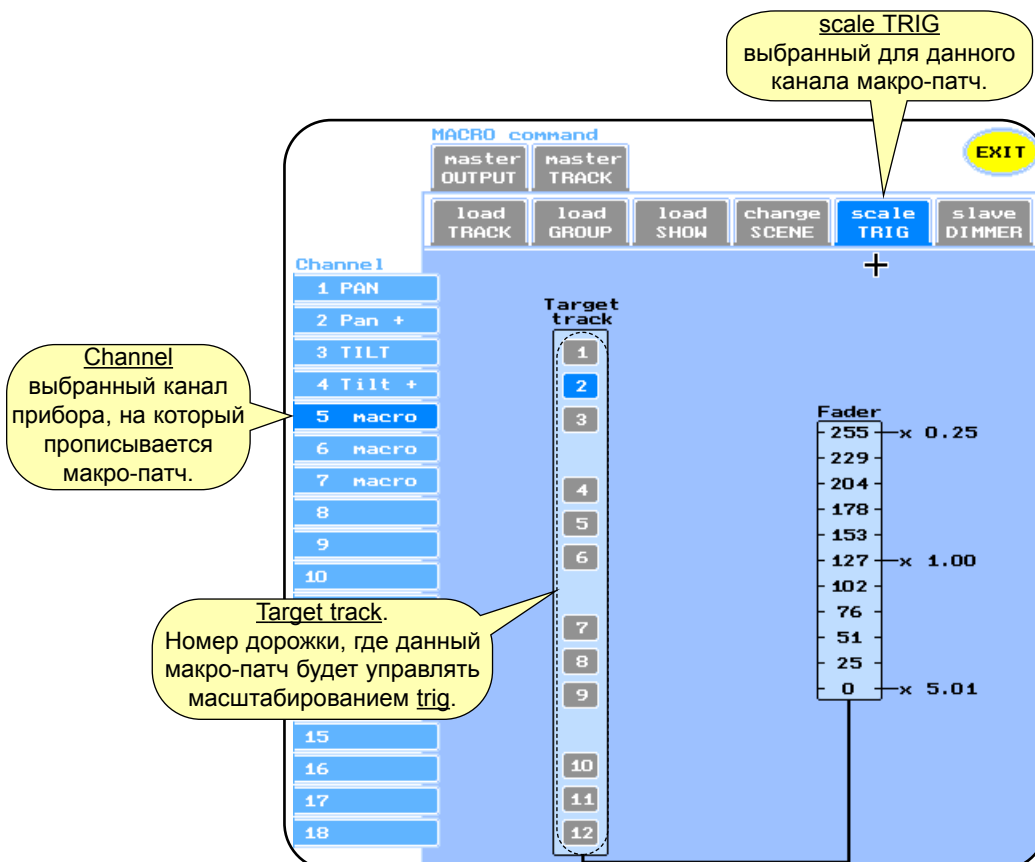 scale TRIG
выбранный для данного
канала макро-патч.
MACRO command
EXIT
master
OUTPUT
master
TRACK
load
TRACK
load
GROUP
load
SHOW
change
SCENE
scale
TRIG
slave
DIMMER
Channel
1 PAN
2 Pan +
3 TILT
4 Tilt +
5 macro
6 macro
7 macro
8
9
10
15
16
17
18
Channel
выбранный канал
прибора, на который
прописывается
макро-патч.
Target
track
1
2
3
4
5
6
7
8
9
10
11
12
Target track.
Номер дорожки, где данный
макро-патч будет управлять
масштабированием trig.
Fader
255 x 0.25
229
204
178
153
127 x 1.00
102
76
51
25
0 x 5.01